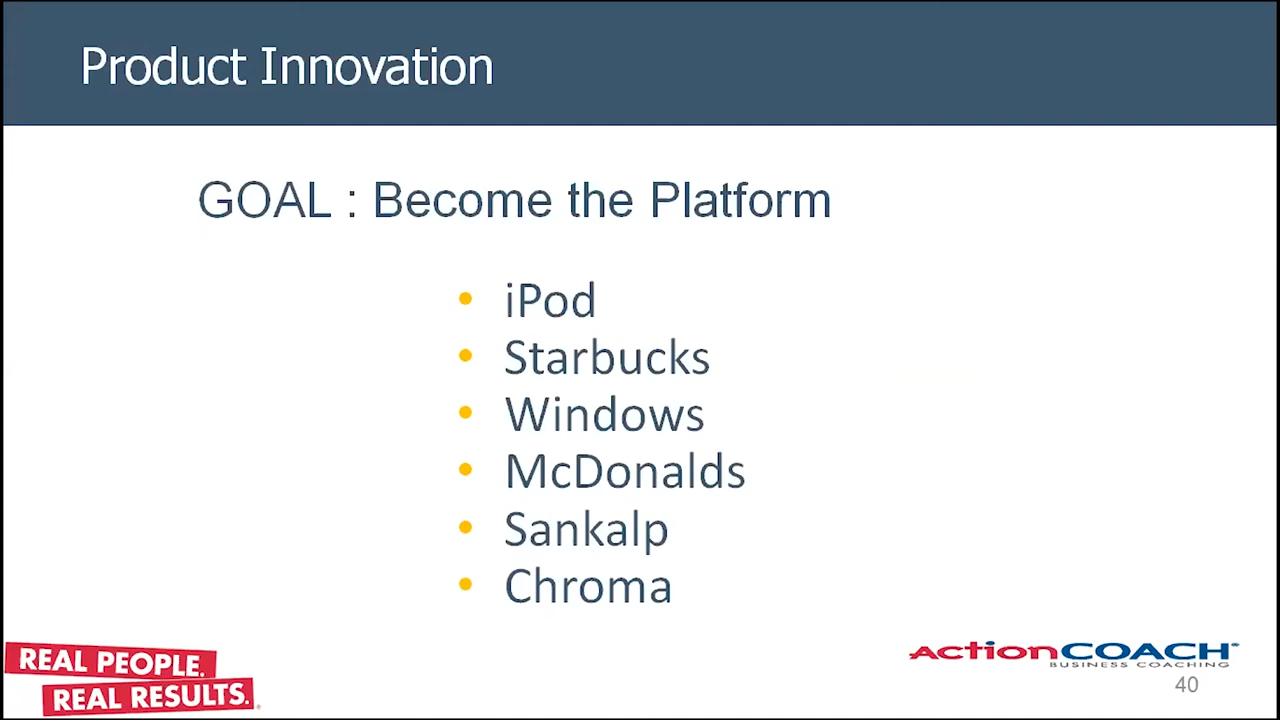 Product Innovation
GOAL : Become the Platform
• iPod
• Starbucks
• Windows
• McDonalds
• Sankalp
• Chroma
REAL PEOPLE.
REAL RESULTS.
ActionCOACH
BUSINESS COACHING
40